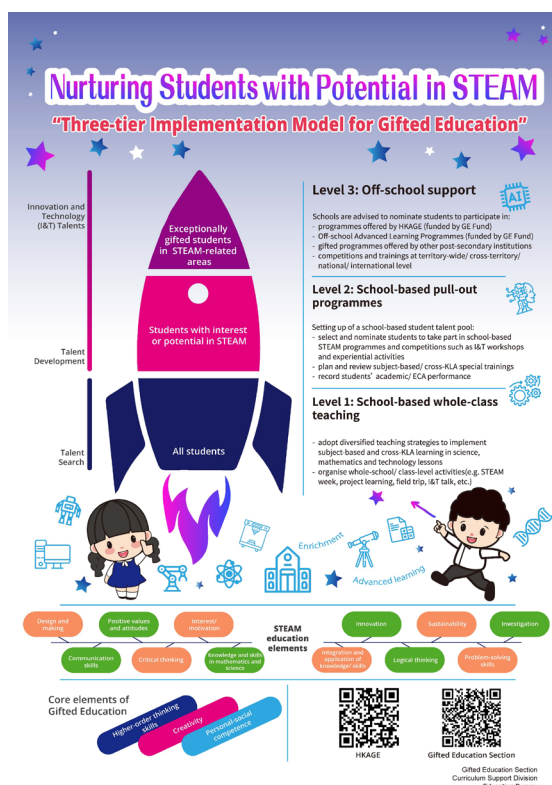 Nurturing Students with Potential in STEAM
“Three-tier Implementation Model for Gifted Education”
Innovation and
Technology
(I&T) Talents
Talent
Development
Talent
Search
Exceptionally
gifted students
in STEAM-related
areas
Students with interest
or potential in STEAM
All students
Level 3: Off-school support
AI
Schools are advised to nominate students to participate in:
- programmes offered by HKAGE (funded by GE Fund)
- Off-school Advanced Learning Programmes (funded by GE Fund)
- gifted programmes offered by other post-secondary institutions
- competitions and trainings at territory-wide/ cross-territory/
national/ international level
Level 2: School-based pull-out
programmes
Setting up of a school-based student talent pool:
- select and nominate students to take part in school-based
STEAM programmes and competitions such as I&T workshops
and experiential activities
- plan and review subject-based/ cross-KLA special trainings
- record students' academic/ ECA performance
Level 1: School-based whole-class
teaching
- adopt diversified teaching strategies to implement
subject-based and cross-KLA learning in science,
mathematics and technology lessons
- organise whole-school/ class-level activities(e.g. STEAM
week, project learning, field trip, I&T talk, etc.)
Enrichment
Advanced learning
Design and
making
Positive values
and attitudes
Interest/
motivation
Communication
skills
Critical thinking
Knowledge and skills
in mathematics and
science
STEAM
education
elements
Innovation
Sustainability
Investigation
Integration and
application of
knowledge/ skills
Logical thinking
Problem-solving
skills
Core elements of
Gifted Education
Higher-order thinking
skills
Creativity
Personal-social
competence
HKAGE
Gifted Education Section
Gifted Education Section
Curriculum Support Division